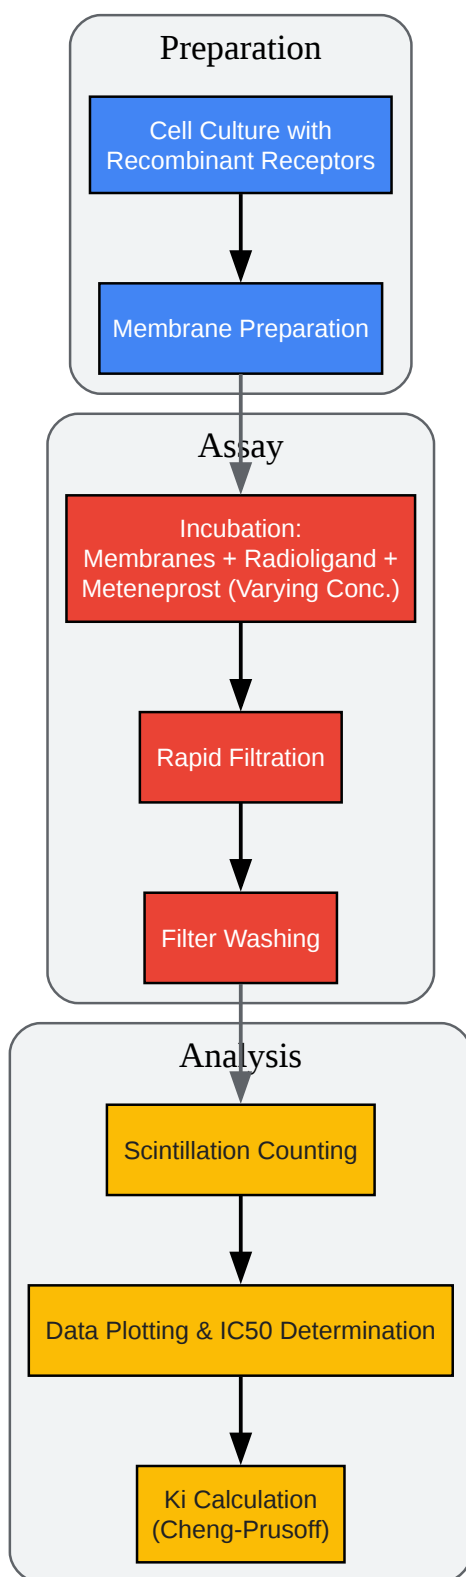 Preparation
Cell Culture with
Recombinant Receptors
Membrane Preparation
Assay
Incubation:
Membranes + Radioligand +
Meteneprost (Varying Conc.)
Rapid Filtration
Filter Washing
Analysis
Scintillation Counting
Data Plotting & IC50 Determination
Ki Calculation
(Cheng-Prusoff)